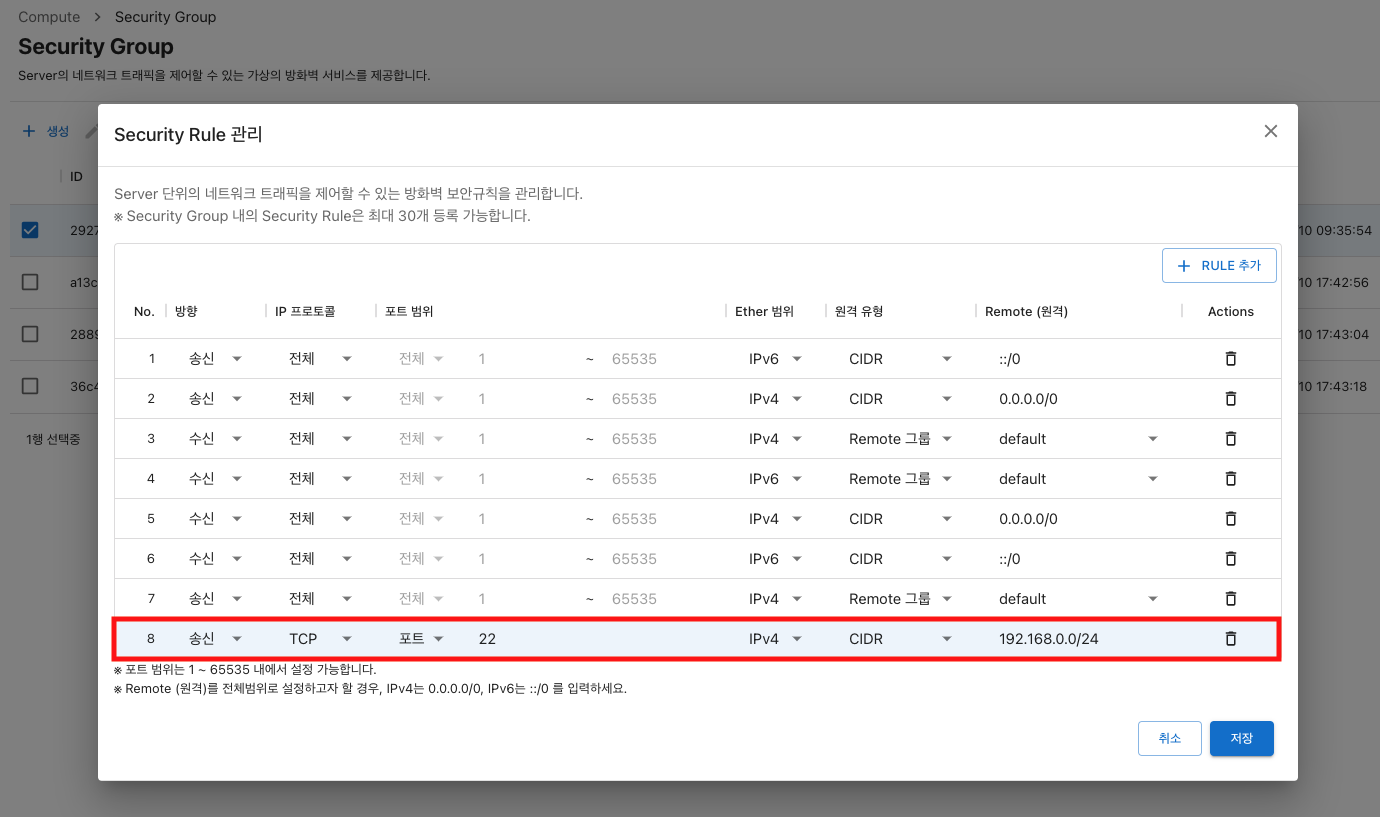 Compute > Security Group
Security Group
Server의 네트워크 트래픽을 제어할 수 있는 가상의 방화벽 서비스를 제공합니다.
+ 생성
ID
2927
10 09:35:54
a13c
10 17:42:56
2889
10 17:43:04
36c4
10 17:43:18
1행 선택중
Security Rule 관리
Server 단위의 네트워크 트래픽을 제어할 수 있는 방화벽 보안규칙을 관리합니다.
※ Security Group 내의 Security Rule은 최대 30개 등록 가능합니다.
+ RULE 추가
No. 방향 IP 프로토콜 포트 범위 Ether 범위 원격 유형 Remote (원격) Actions
1 송신 전체 전체 1 ~ 65535 IPv6 CIDR ::/0
2 송신 전체 전체 1 ~ 65535 IPv4 CIDR 0.0.0.0/0
3 수신 전체 전체 1 ~ 65535 IPv4 Remote 그룹 default
4 수신 전체 전체 1 ~ 65535 IPv6 Remote 그룹 default
5 수신 전체 전체 1 ~ 65535 IPv4 CIDR 0.0.0.0/0
6 수신 전체 전체 1 ~ 65535 IPv6 CIDR ::/0
7 송신 전체 전체 1 ~ 65535 IPv4 Remote 그룹 default
8 송신 TCP 포트 22 IPv4 CIDR 192.168.0.0/24
※ 포트 범위는 1 ~ 65535 내에서 설정 가능합니다.
※ Remote (원격)를 전체범위로 설정하고자 할 경우, IPv4는 0.0.0.0/0, IPv6는 ::/0 를 입력하세요.
취소 저장